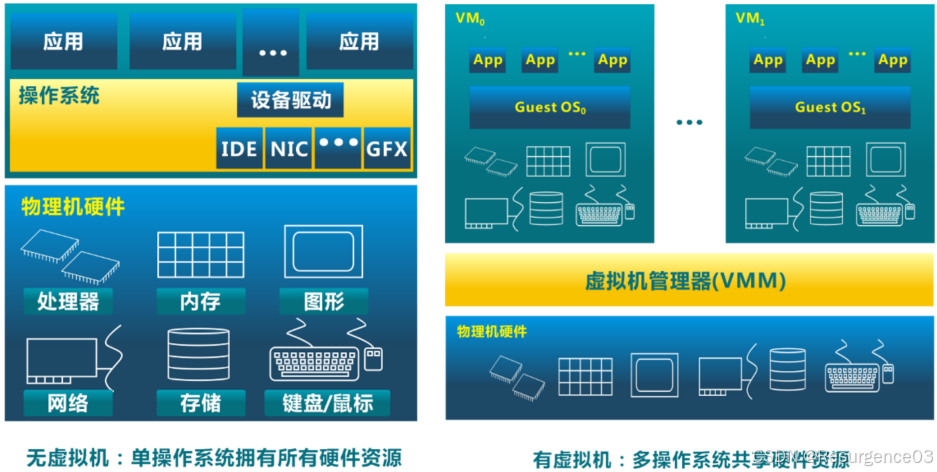 应用
应用
•••
应用
操作系统
设备驱动
IDE
NIC
•••
GFX
物理机硬件
处理器
内存
图形
网络
存储
键盘/鼠标
无虚拟机：单操作系统拥有所有硬件资源
VM₀
App
App
•••
App
Guest OS₀
•••
VM₁
App
App
•••
App
Guest OS₁
虚拟机管理器(VMM)
物理机硬件
有虚拟机：多操作系统共享硬件资源
CSDN @Resurgence03